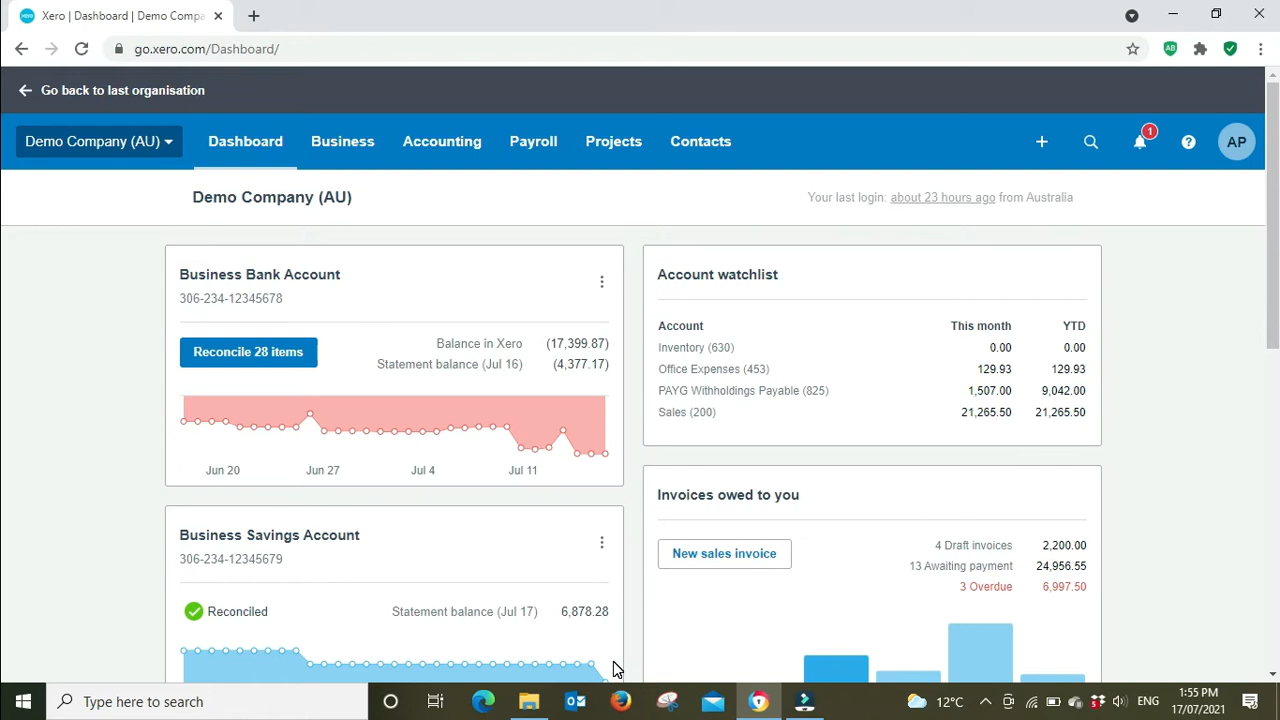 Xero | Dashboard | Demo Compa
go.xero.com/Dashboard/
AB
Go back to last organisation
Demo Company (AU)
Dashboard
Business
Accounting
Payroll
Projects
Contacts
1
AP
Demo Company (AU)
Your last login: about 23 hours ago from Australia
Business Bank Account
306-234-12345678
Reconcile 28 items
Balance in Xero (17,399.87)
Statement balance (Jul 16) (4,377.17)
Jun 20 Jun 27 Jul 4 Jul 11
Business Savings Account
306-234-12345679
Reconciled
Statement balance (Jul 17) 6,878.28
Account watchlist
Account This month YTD
Inventory (630) 0.00 0.00
Office Expenses (453) 129.93 129.93
PAYG Withholdings Payable (825) 1,507.00 9,042.00
Sales (200) 21,265.50 21,265.50
Invoices owed to you
New sales invoice
4 Draft invoices 2,200.00
13 Awaiting payment 24,956.55
3 Overdue 6,997.50
Type here to search
12°C
ENG
1:55 PM
17/07/2021